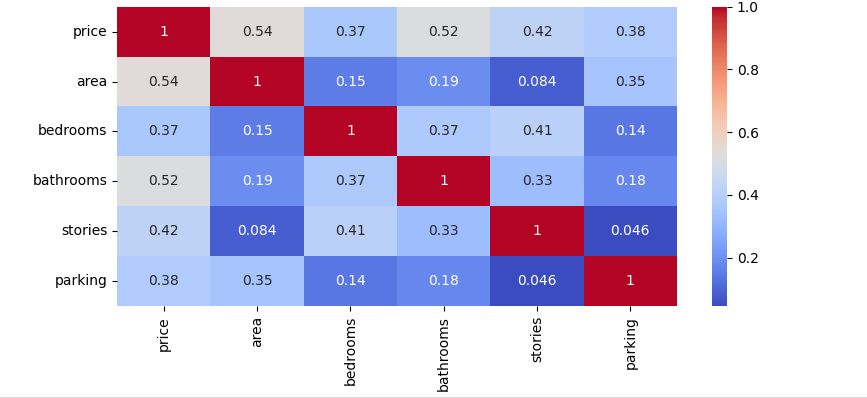 price 1 0.54 0.37 0.52 0.42 0.38
area 0.54 1 0.15 0.19 0.084 0.35
bedrooms 0.37 0.15 1 0.37 0.41 0.14
bathrooms 0.52 0.19 0.37 1 0.33 0.18
stories 0.42 0.084 0.41 0.33 1 0.046
parking 0.38 0.35 0.14 0.18 0.046 1
price area bedrooms bathrooms stories parking
1.0
0.8
0.6
0.4
0.2